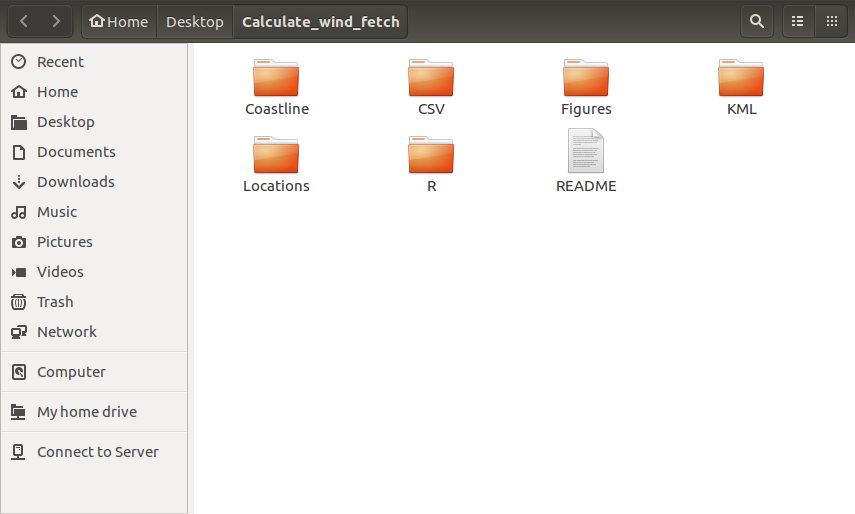 Home Desktop Calculate_wind_fetch
Recent
Home
Desktop
Documents
Downloads
Music
Pictures
Videos
Trash
Network
Computer
My home drive
Connect to Server
Coastline CSV Figures KML
Locations R README